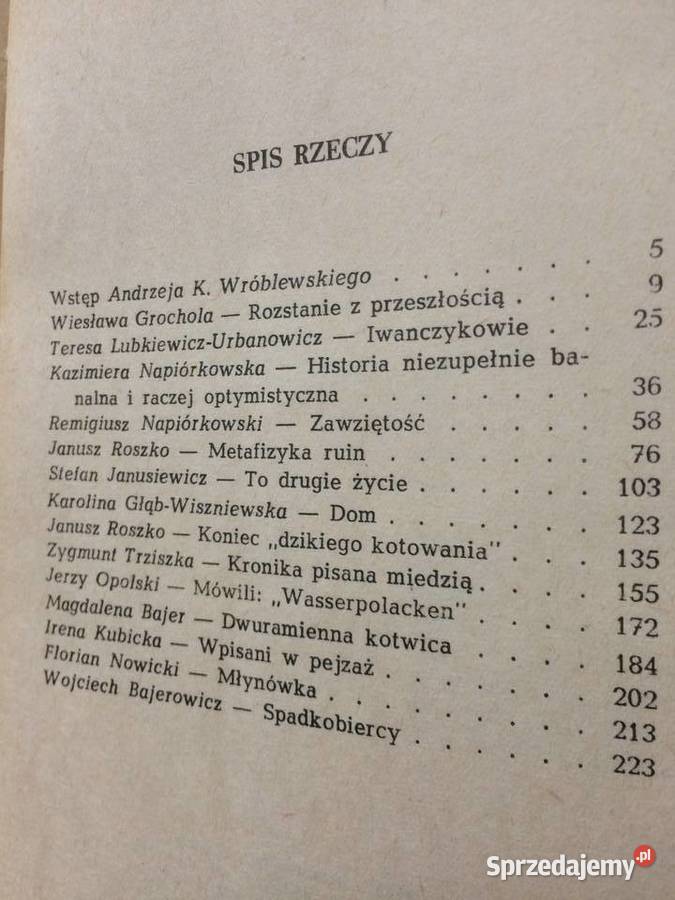 SPIS RZECZY
Wstęp Andrzeja K. Wróblewskiego . . . . . . 5
Wiesława Grochola — Rozstanie z przeszłością . . . 9
Teresa Lubkiewicz-Urbanowicz — Iwanczykowie . . 25
Kazimiera Napiórkowska — Historia niezupełnie ba-
nalna i raczej optymistyczna . . . . . . . . 36
Remigiusz Napiórkowski — Zawziętość . . . . . 58
Janusz Roszko — Metafizyka ruin . . . . . . 76
Stefan Janusiewicz — To drugie życie . . . . . 103
Karolina Głąb-Wiszniewska — Dom . . . . . . 123
Janusz Roszko — Koniec „dzikiego kotowania" . . . 135
Zygmunt Trziszka — Kronika pisana miedzią . . . . 155
Jerzy Opolski — Mówili: „Wasserpolacken" . . . . 172
Magdalena Bajer — Dwuramienna kotwica . . . . 184
Irena Kubicka — Wpisani w pejzaż . . . . . . 202
Florian Nowicki — Młynówka . . . . . . . . 213
Wojciech Bajerowicz — Spadkobiercy . . . . . . 223
Sprzedajemy.pl